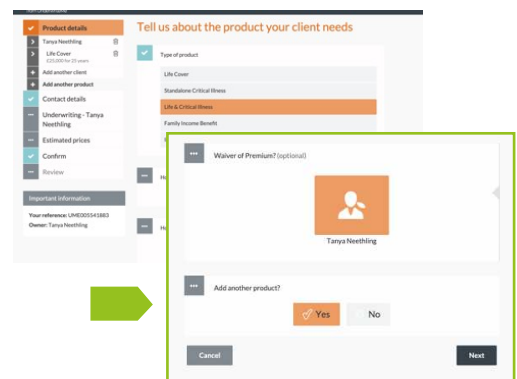 Product details
Tanya Neethling
Life Cover
£25,000 for 25 years
Add another client
Add another product
Contact details
Underwriting - Tanya
Neethling
Estimated prices
Confirm
Review
Important information
Your reference: UME005541883
Owner: Tanya Neethling
Tell us about the product your client needs
Type of product
Life Cover
Standalone Critical Illness
Life & Critical Illness
Family Income Benefit
Waiver of Premium? (optional)
Tanya Neethling
Add another product?
Yes
No
Cancel
Next